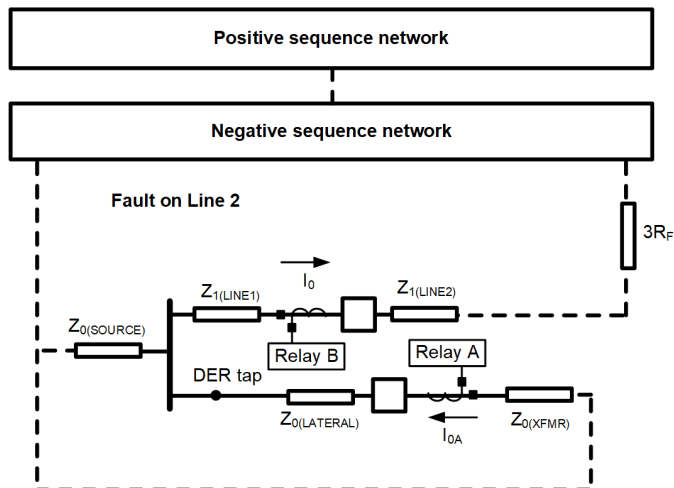 Positive sequence network
Negative sequence network
Fault on Line 2
3R_F
I_0
Z_1(LINE1)
Z_1(LINE2)
Z_0(SOURCE)
Relay B
Relay A
DER tap
Z_0(LATERAL)
I_0A
Z_0(XFMR)